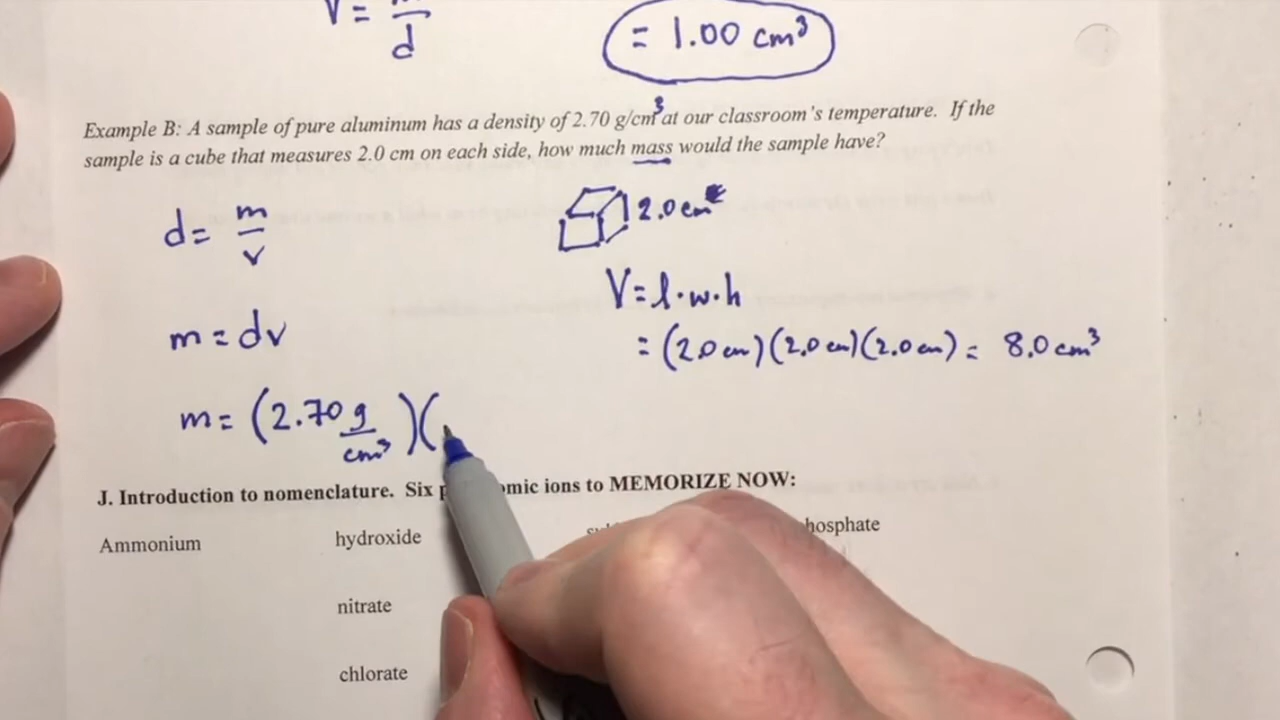 V = m/d
= 1.00 cm³
Example B: A sample of pure aluminum has a density of 2.70 g/cm³ at our classroom's temperature. If the
sample is a cube that measures 2.0 cm on each side, how much mass would the sample have?
d = m/v
2.0 cm
m = dv
V = l·w·h
= (2.0 cm)(2.0 cm)(2.0 cm) = 8.0 cm³
m = (2.70 g/cm³)(
J. Introduction to nomenclature. Six ions to MEMORIZE NOW:
Ammonium hydroxide
nitrate
chlorate